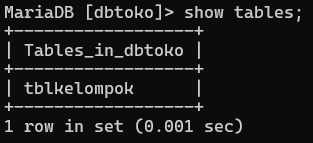 MariaDB [dbtoko]> show tables;
+------------------+
| Tables_in_dbtoko |
+------------------+
| tblkelompok      |
+------------------+
1 row in set (0.001 sec)